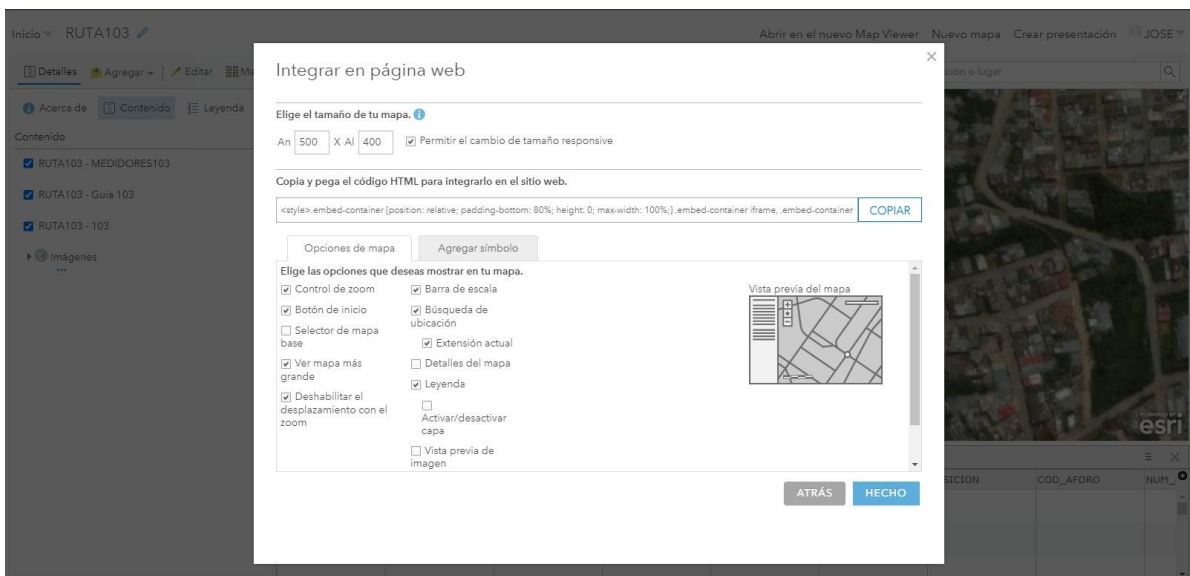 Inicio RUTA103 Abrir en el nuevo Map Viewer Nuevo mapa Crear presentación JOSE
Detalles Agregar Editar Ma
ción o lugar
Acerca de Contenido Leyenda
Contenido
RUTA103 - MEDIDORES103
RUTA103 - Guia 103
RUTA103 - 103
Imágenes
Integrar en página web
Elige el tamaño de tu mapa.
An 500 X Al 400 Permitir el cambio de tamaño responsive
Copia y pega el código HTML para integrarlo en el sitio web.
<style>.embed-container {position: relative; padding-bottom: 80%; height: 0; max-width: 100%;} .embed-container iframe, .embed-container COPIAR
Opciones de mapa Agregar símbolo
Elige las opciones que deseas mostrar en tu mapa.
Control de zoom
Botón de inicio
Selector de mapa
base
Ver mapa más
grande
Deshabilitar el
desplazamiento con el
zoom
Barra de escala
Búsqueda de
ubicación
Extensión actual
Detalles del mapa
Leyenda
Activar/desactivar
capa
Vista previa de
imagen
Vista previa del mapa
ATRÁS HECHO
POWERED BY
esri
SICION COD_AFORO NUM_